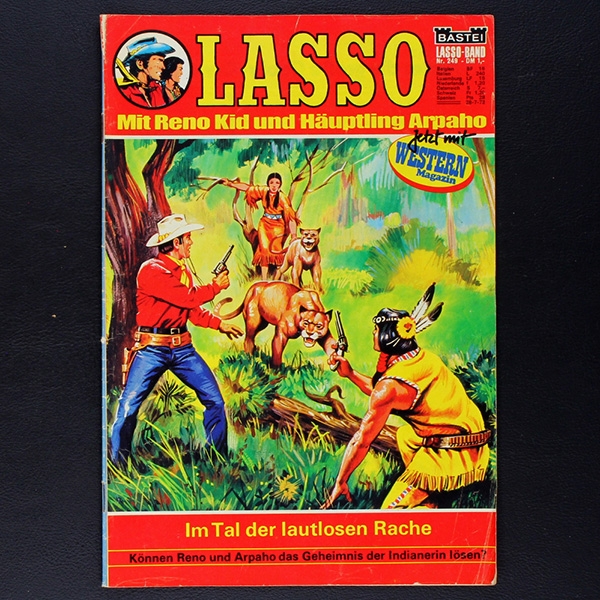 LASSO
BASTEI
LASSO-BAND
Nr. 249 - DM 1,-
Mit Reno Kid und Häuptling Arpaho
Jetzt mit
WESTERN
Magazin
Im Tal der lautlosen Rache
Können Reno und Arpaho das Geheimnis der Indianerin lösen?